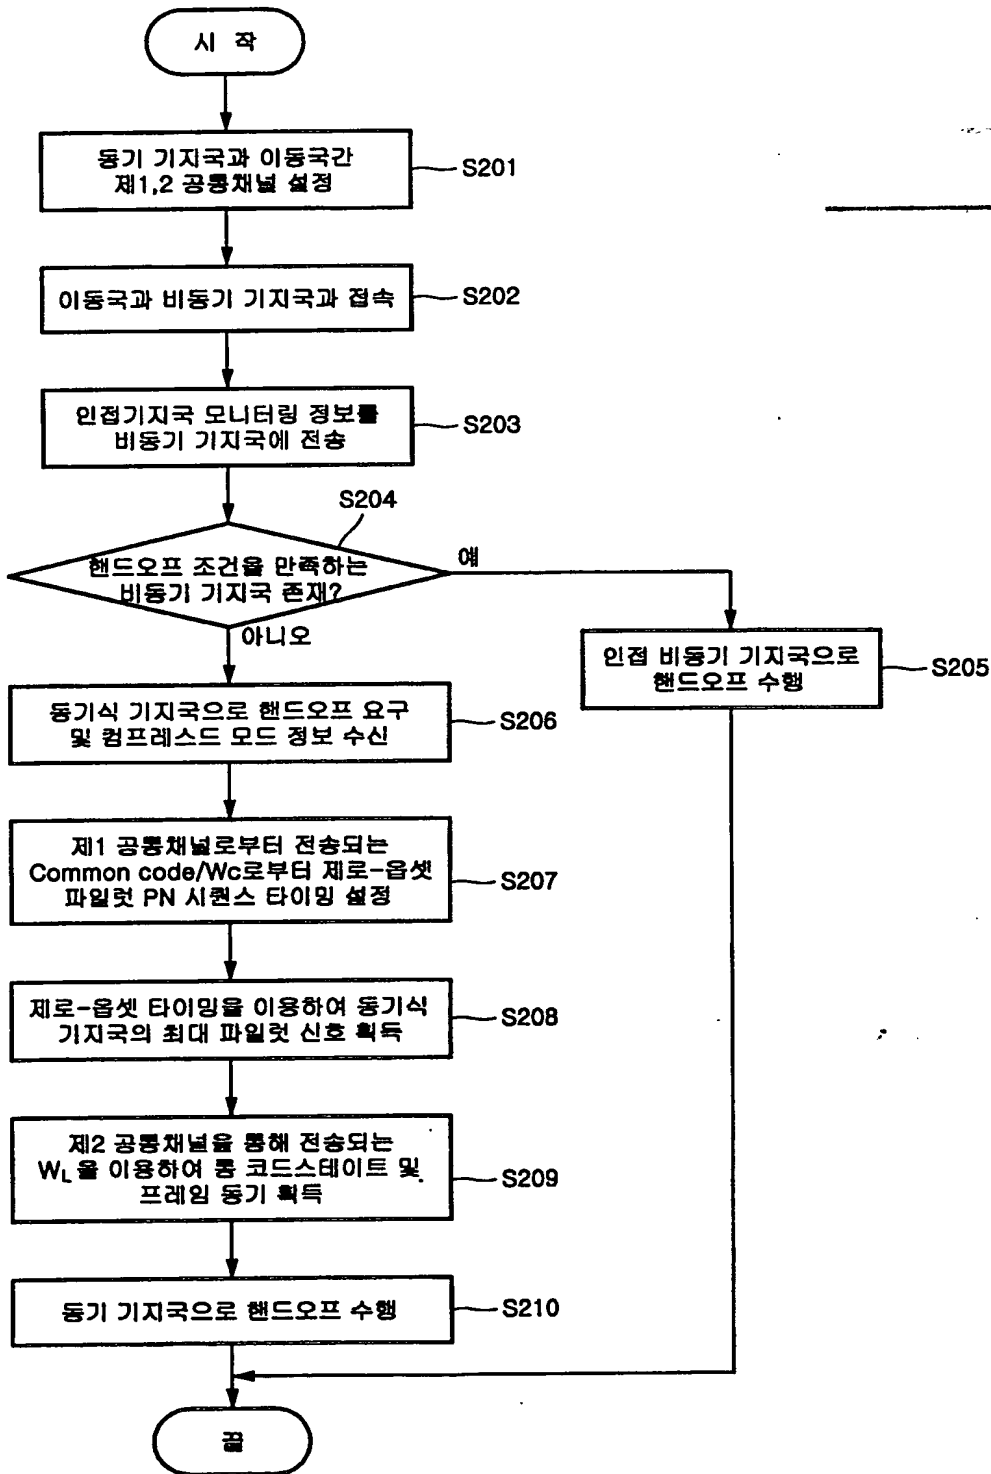 시 작
동기 기지국과 이동국간
제1,2 공통채널 설정
S201
이동국과 비동기 기지국과 접속
S202
인접기지국 모니터링 정보를
비동기 기지국에 전송
S203
S204
핸드오프 조건을 만족하는
비동기 기지국 존재?
예
아니오
인접 비동기 기지국으로
핸드오프 수행
S205
동기식 기지국으로 핸드오프 요구
및 컴프레스드 모드 정보 수신
S206
제1 공통채널로부터 전송되는
Common code/Wc로부터 제로-옵셋
파일럿 PN 시퀀스 타이밍 설정
S207
제로-옵셋 타이밍을 이용하여 동기식
기지국의 최대 파일럿 신호 획득
S208
제2 공통채널을 통해 전송되는
WL을 이용하여 롱 코드스테이트 및
프레임 동기 획득
S209
동기 기지국으로 핸드오프 수행
S210
끝